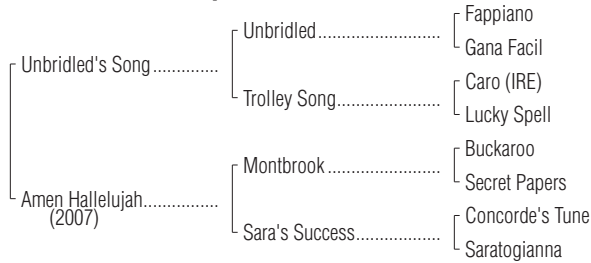 Fappiano
Unbridled........................
Gana Facil
Unbridled's Song..............
Caro (IRE)
Trolley Song....................
Lucky Spell
Buckaroo
Montbrook ......................
Secret Papers
Amen Hallelujah...............
(2007)
Concorde's Tune
Sara's Success.................
Saratogianna